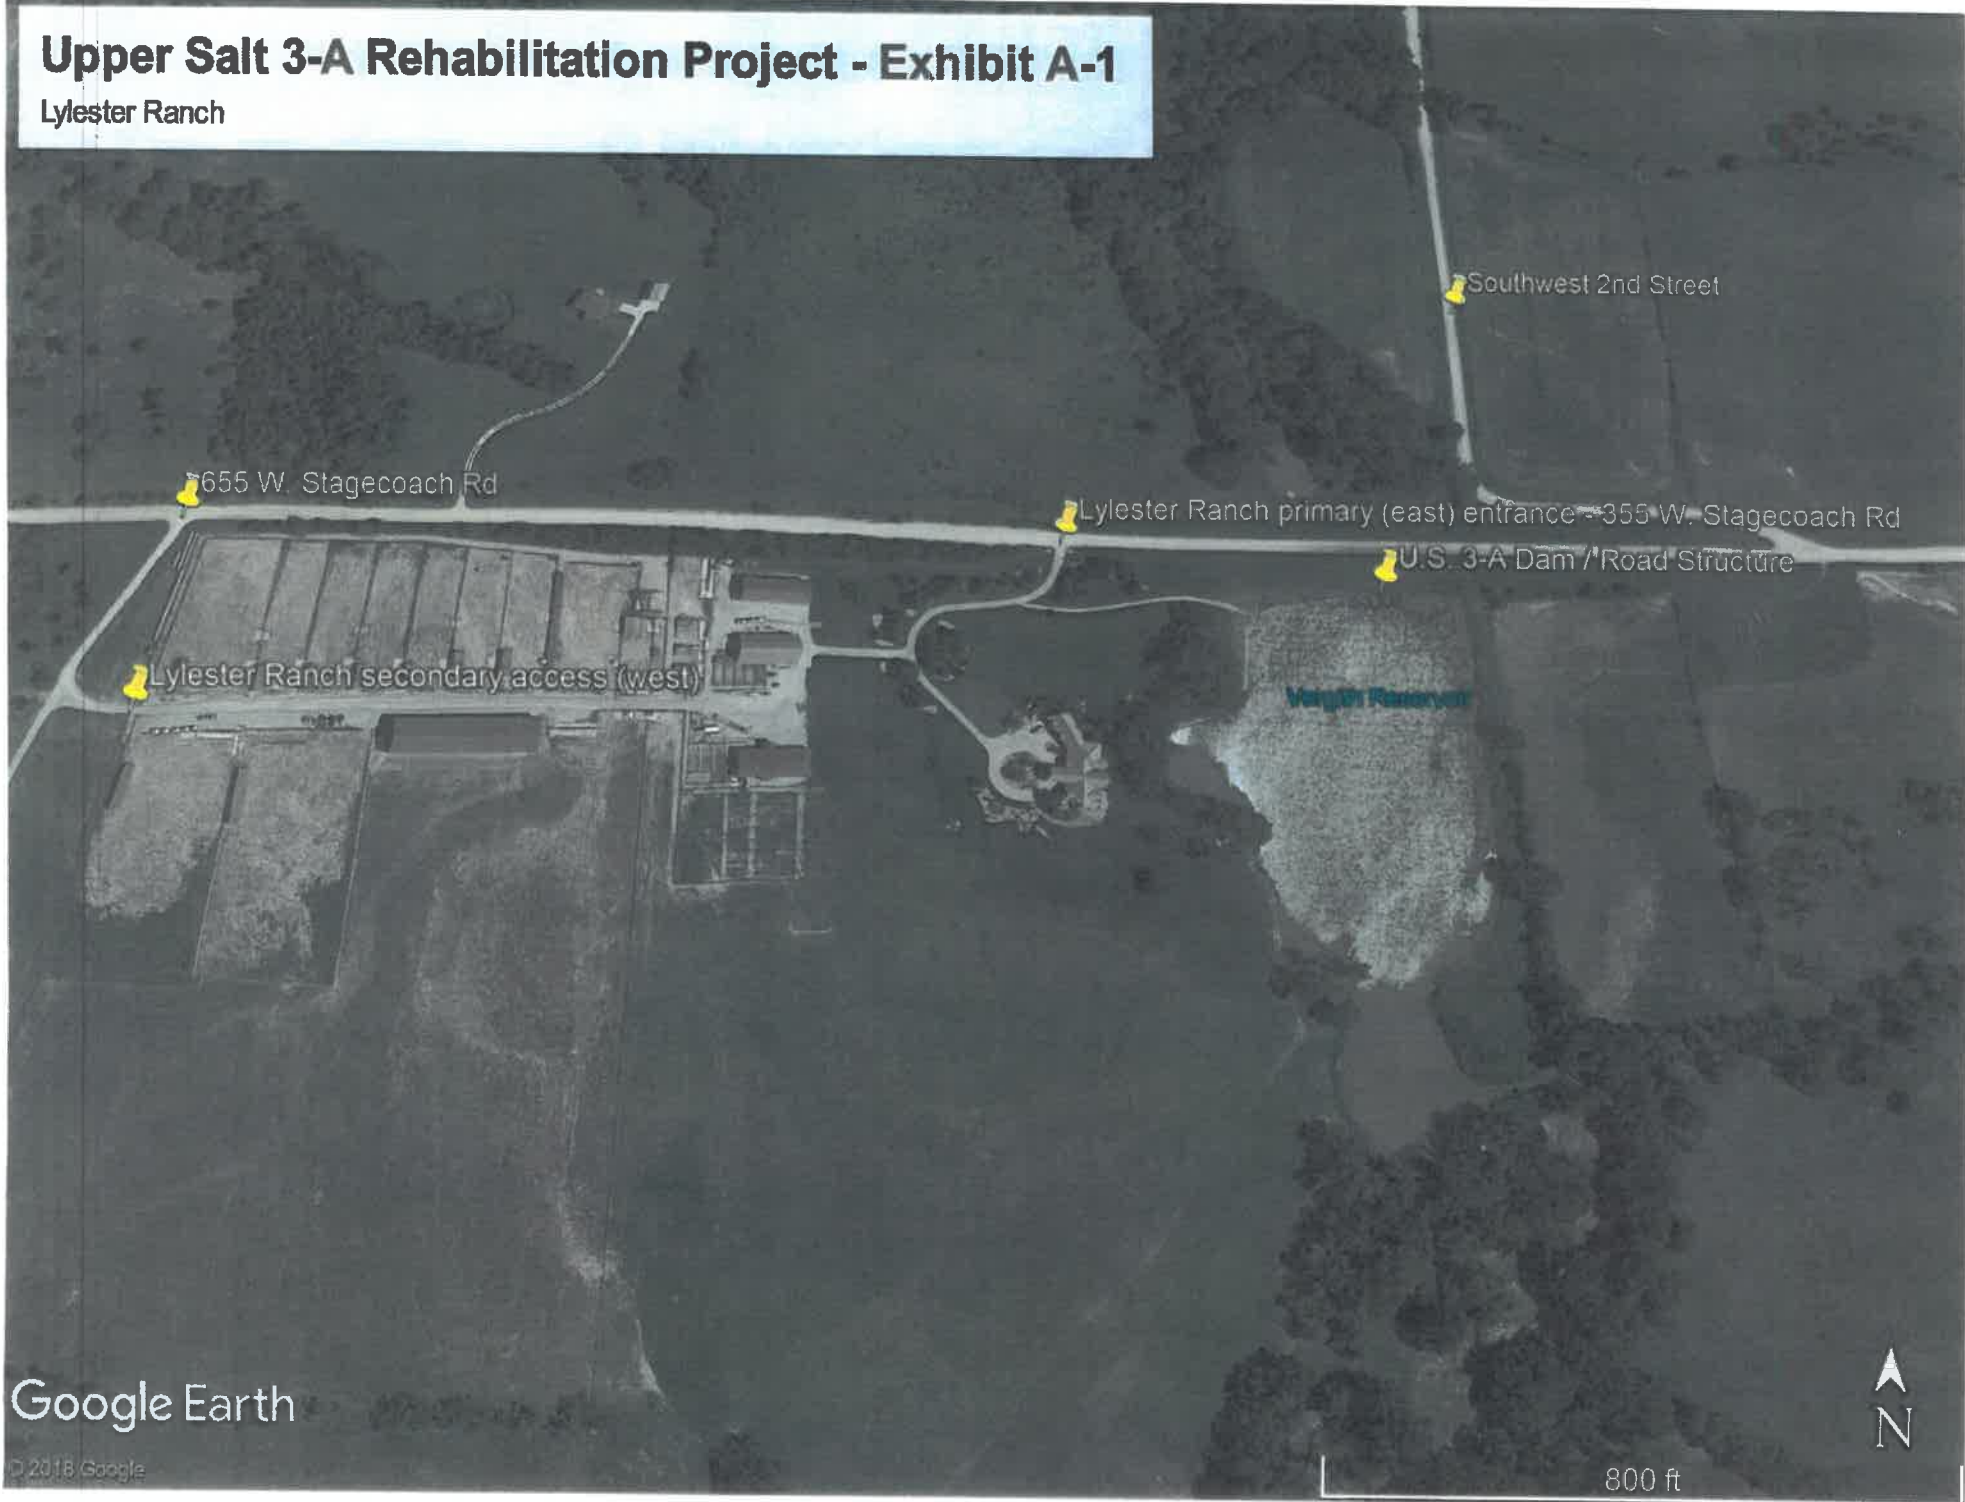 Upper Salt 3-A Rehabilitation Project - Exhibit A-1
Lylester Ranch
Southwest 2nd Street
655 W. Stagecoach Rd
Lylester Ranch primary (east) entrance - 355 W. Stagecoach Rd
U.S. 3-A Dam / Road Structure
Lylester Ranch secondary access (west)
Reservoir
Google Earth
© 2018 Google
N
800 ft